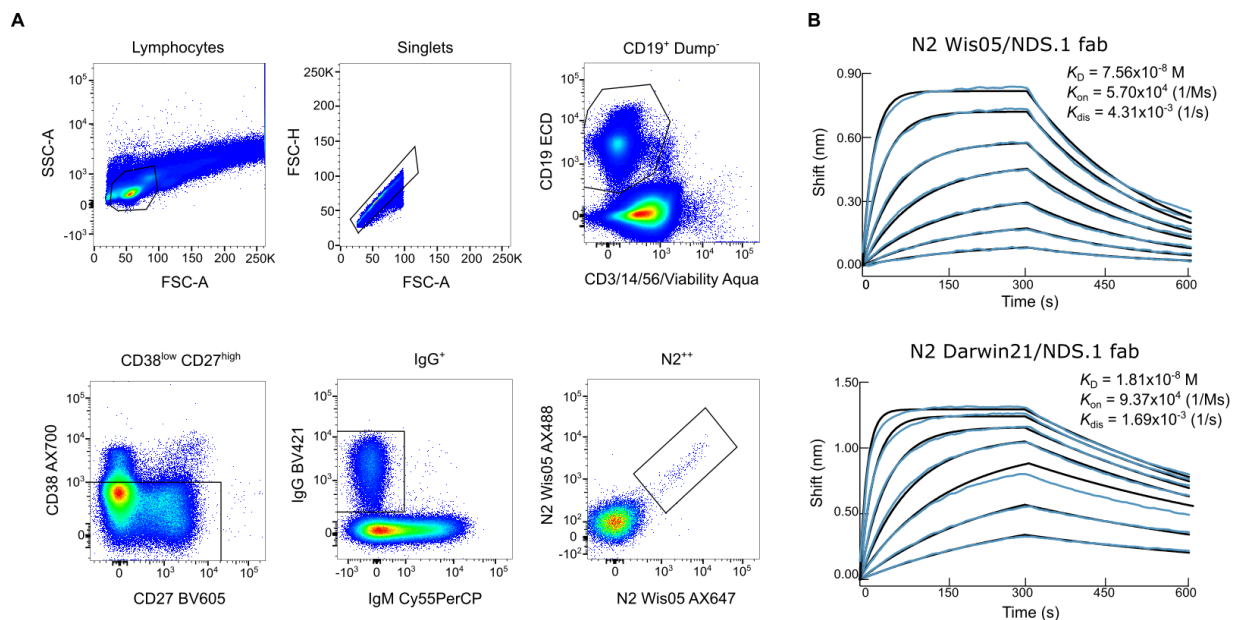 A
Lymphocytes
SSC-A
10⁵
10⁴
10³
0
-10³
0 50 100 150 200 250K
FSC-A
Singlets
FSC-H
250K
200
150
100
50
0
0 50 100 150 200 250K
FSC-A
CD19⁺ Dump⁻
CD19 ECD
10⁵
10⁴
10³
0
0 10³ 10⁴ 10⁵
CD3/14/56/Viability Aqua
CD38ˡᵒʷ CD27ʰⁱᵍʰ
CD38 AX700
10⁵
10⁴
10³
0
0 10³ 10⁴ 10⁵
CD27 BV605
IgG⁺
IgG BV421
10⁵
10⁴
10³
0
-10³ 0 10³ 10⁴ 10⁵
IgM Cy55PerCP
N2⁺⁺
N2 Wis05 AX488
10⁵
10⁴
10³
10²
0
-10²
0 10³ 10⁴ 10⁵
N2 Wis05 AX647
B
N2 Wis05/NDS.1 fab
K_D = 7.56x10⁻⁸ M
K_on = 5.70x10⁴ (1/Ms)
K_dis = 4.31x10⁻³ (1/s)
Shift (nm)
0.90
0.60
0.30
0.00
0 150 300 450 600
Time (s)
N2 Darwin21/NDS.1 fab
K_D = 1.81x10⁻⁸ M
K_on = 9.37x10⁴ (1/Ms)
K_dis = 1.69x10⁻³ (1/s)
Shift (nm)
1.50
1.00
0.50
0.00
0 150 300 450 600
Time (s)